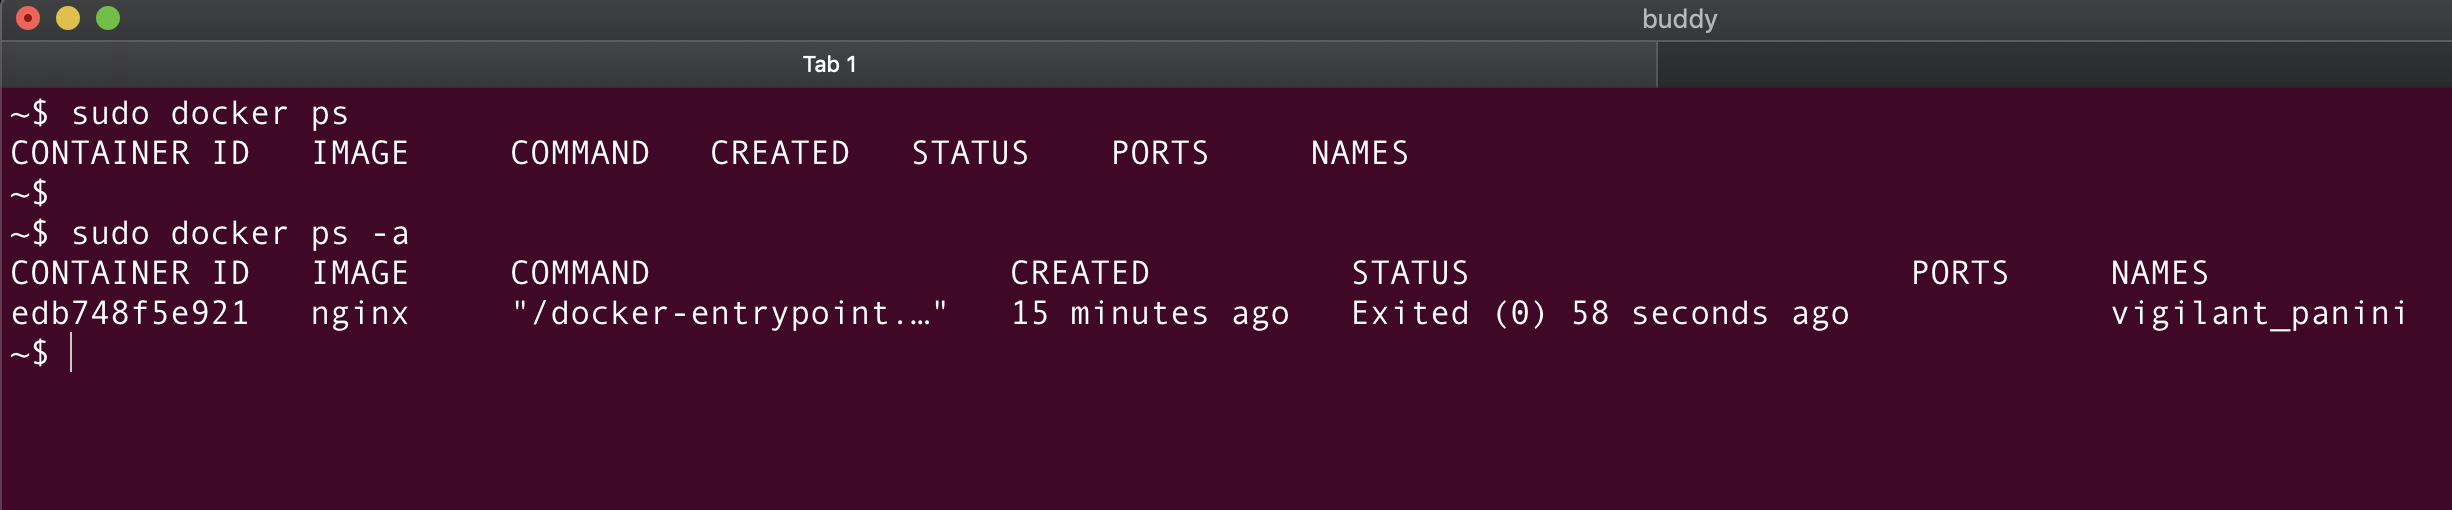 buddy
Tab 1
~$ sudo docker ps
CONTAINER ID   IMAGE     COMMAND   CREATED   STATUS    PORTS     NAMES
~$
~$ sudo docker ps -a
CONTAINER ID   IMAGE     COMMAND                  CREATED          STATUS                      PORTS     NAMES
edb748f5e921   nginx     "/docker-entrypoint.…"   15 minutes ago   Exited (0) 58 seconds ago             vigilant_panini
~$